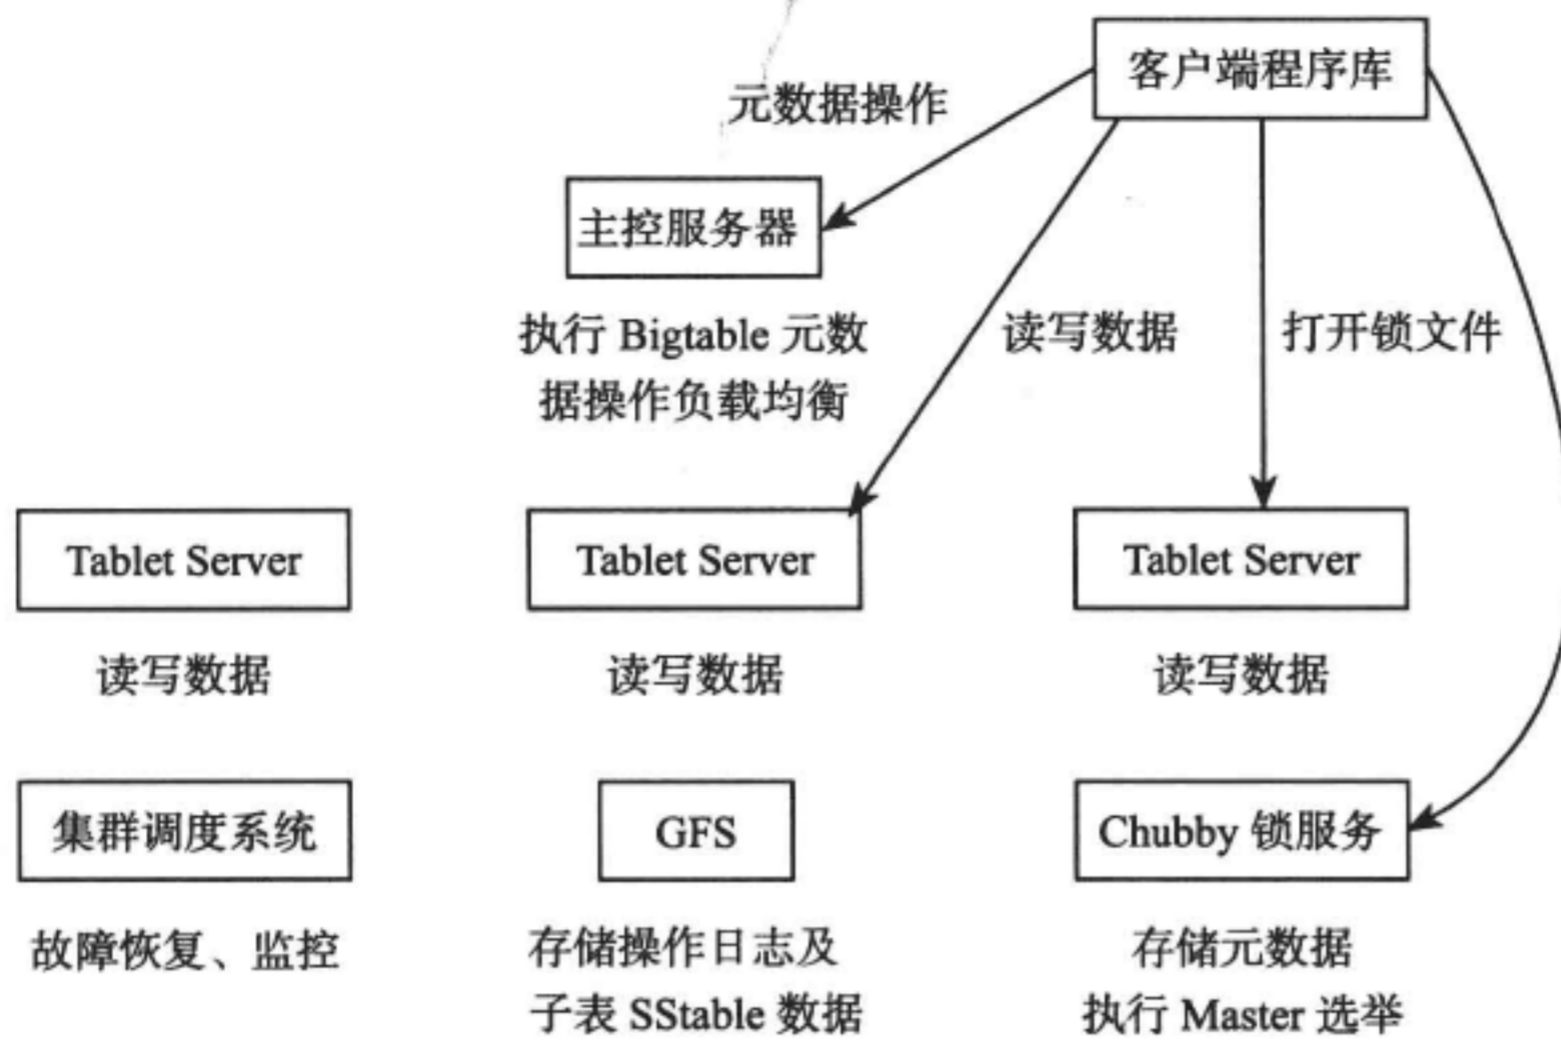 客户端程序库
元数据操作
主控服务器
执行 Bigtable 元数
据操作负载均衡
读写数据
打开锁文件
Tablet Server
Tablet Server
Tablet Server
读写数据
读写数据
读写数据
集群调度系统
GFS
Chubby 锁服务
故障恢复、监控
存储操作日志及
子表 SStable 数据
存储元数据
执行 Master 选举